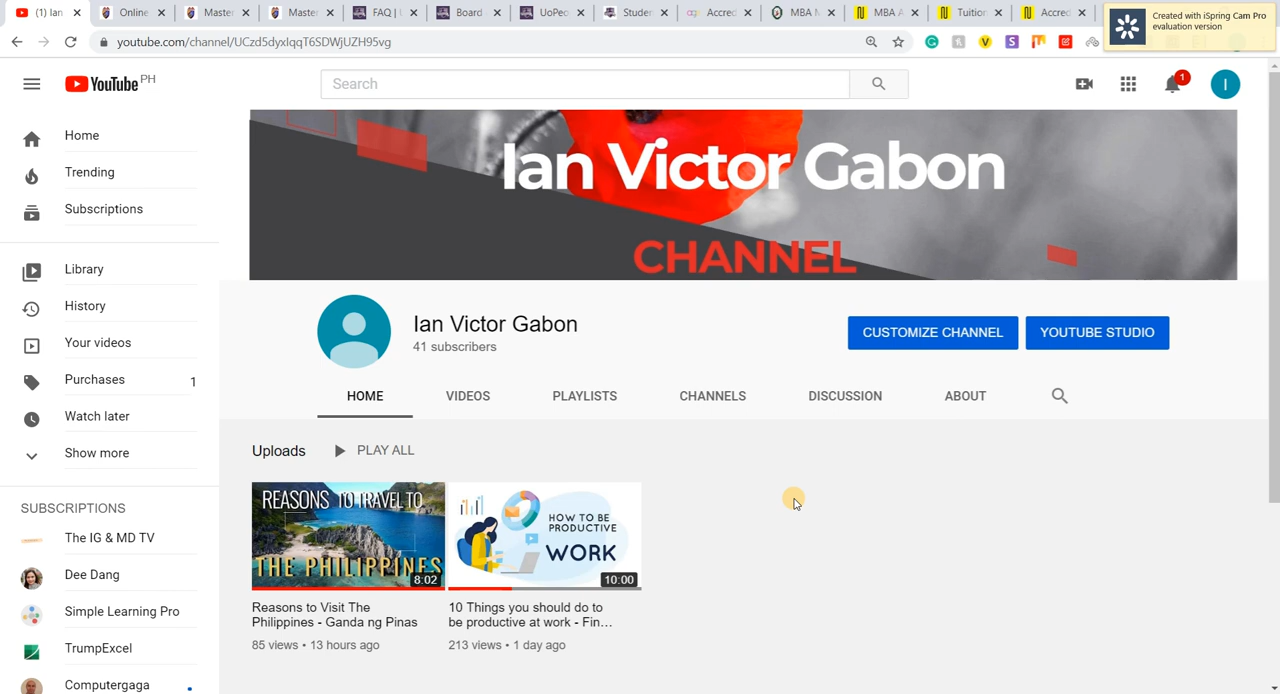 Ian
Online
Master
Master
FAQ | U
Board
UoPeo
Studen
Accred
MBA M
MBA A
Tuition
Accred
Created with iSpring Cam Pro
evaluation version
youtube.com/channel/UCzd5dyxIqqT6SDWjUZH95vg
YouTube PH
Search
1
I
Home
Trending
Subscriptions
Library
History
Your videos
Purchases 1
Watch later
Show more
SUBSCRIPTIONS
The IG & MD TV
Dee Dang
Simple Learning Pro
TrumpExcel
Computergaga
Ian Victor Gabon
CHANNEL
Ian Victor Gabon
41 subscribers
CUSTOMIZE CHANNEL
YOUTUBE STUDIO
HOME
VIDEOS
PLAYLISTS
CHANNELS
DISCUSSION
ABOUT
Uploads
PLAY ALL
REASONS TO TRAVEL TO
THE PHILIPPINES
8:02
Reasons to Visit The
Philippines - Ganda ng Pinas
85 views • 13 hours ago
HOW TO BE
PRODUCTIVE
WORK
10:00
10 Things you should do to
be productive at work - Fin…
213 views • 1 day ago